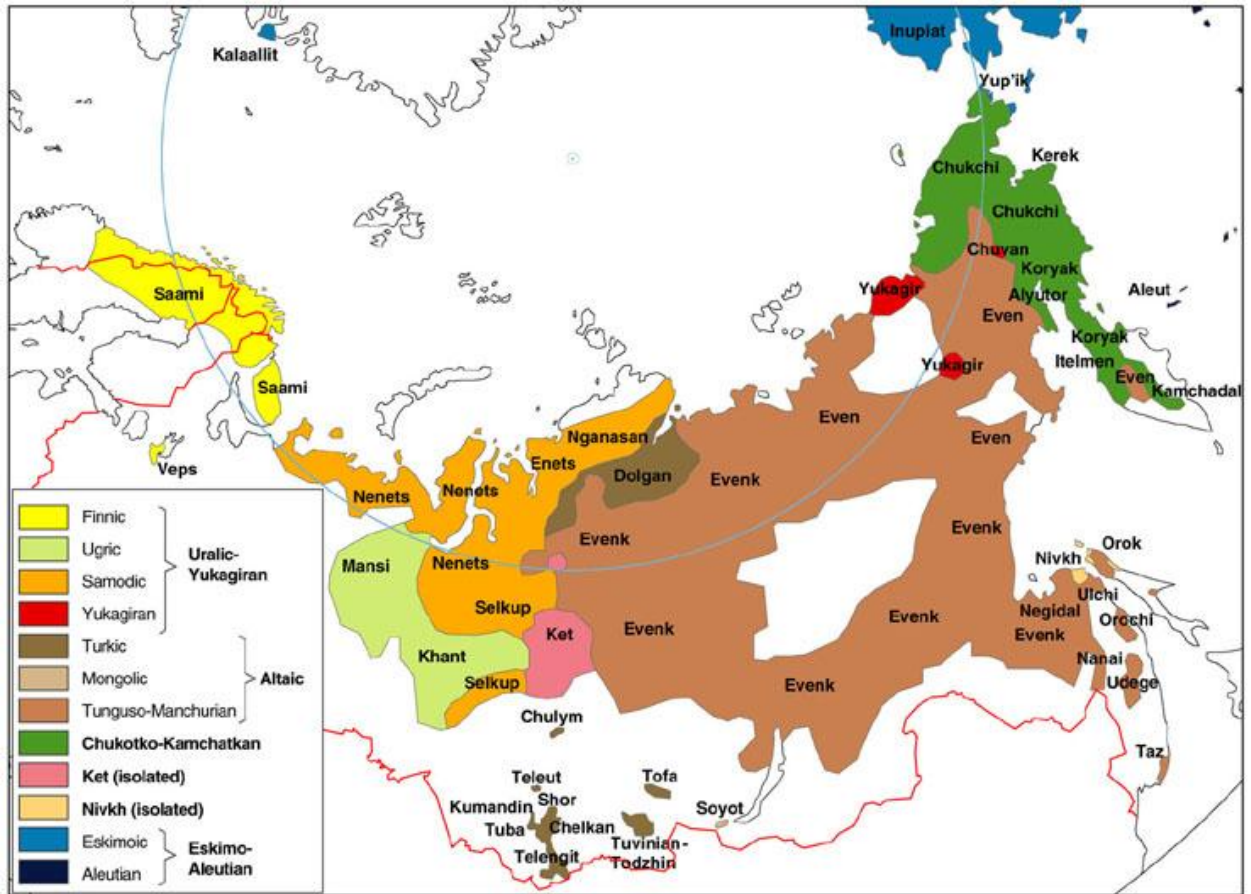 Kalaallit
Inupiat
Yup'ik
Chukchi
Kerek
Chukchi
Chuvan
Koryak
Yukagir
Alyutor
Aleut
Even
Saami
Koryak
Itelmen
Yukagir
Even
Kamchadal
Saami
Even
Nganasan
Even
Veps
Enets
Dolgan
Nenets
Nenets
Evenk
Evenk
Evenk
Mansi
Nenets
Nivkh
Orok
Selkup
Ulchi
Negidal
Orochi
Evenk
Ket
Evenk
Evenk
Khant
Nanai
Selkup
Evenk
Udege
Chulym
Taz
Teleut
Tofa
Kumandin
Shor
Soyot
Tuba
Chelkan
Telengit
Tuvinian-
Todzhin
Finnic
Ugric
Uralic-
Yukagiran
Samodic
Yukagiran
Turkic
Mongolic
Altaic
Tunguso-Manchurian
Chukotko-Kamchatkan
Ket (isolated)
Nivkh (isolated)
Eskimoic
Eskimo-
Aleutian
Aleutian